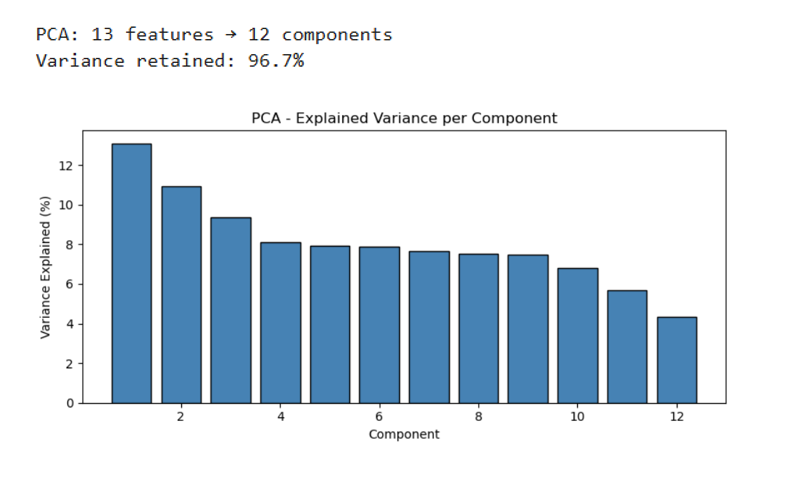 PCA: 13 features → 12 components
Variance retained: 96.7%
PCA - Explained Variance per Component
Variance Explained (%)
12
10
8
6
4
2
0
2 4 6 8 10 12
Component